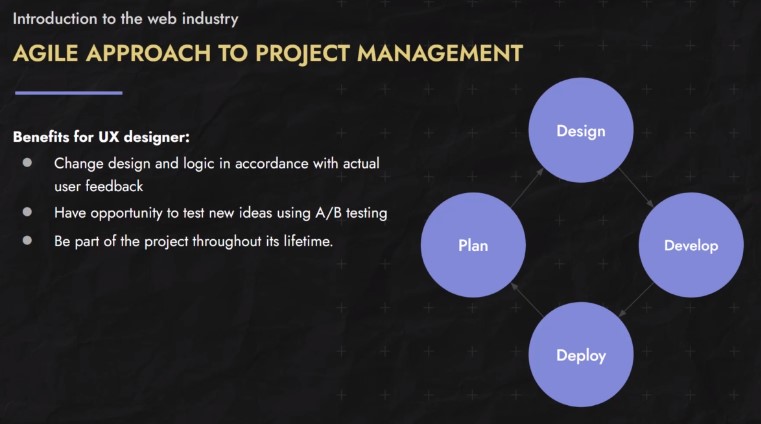 Introduction to the web industry
AGILE APPROACH TO PROJECT MANAGEMENT
Benefits for UX designer:
Change design and logic in accordance with actual
user feedback
Have opportunity to test new ideas using A/B testing
Be part of the project throughout its lifetime.
Design
Plan
Develop
Deploy